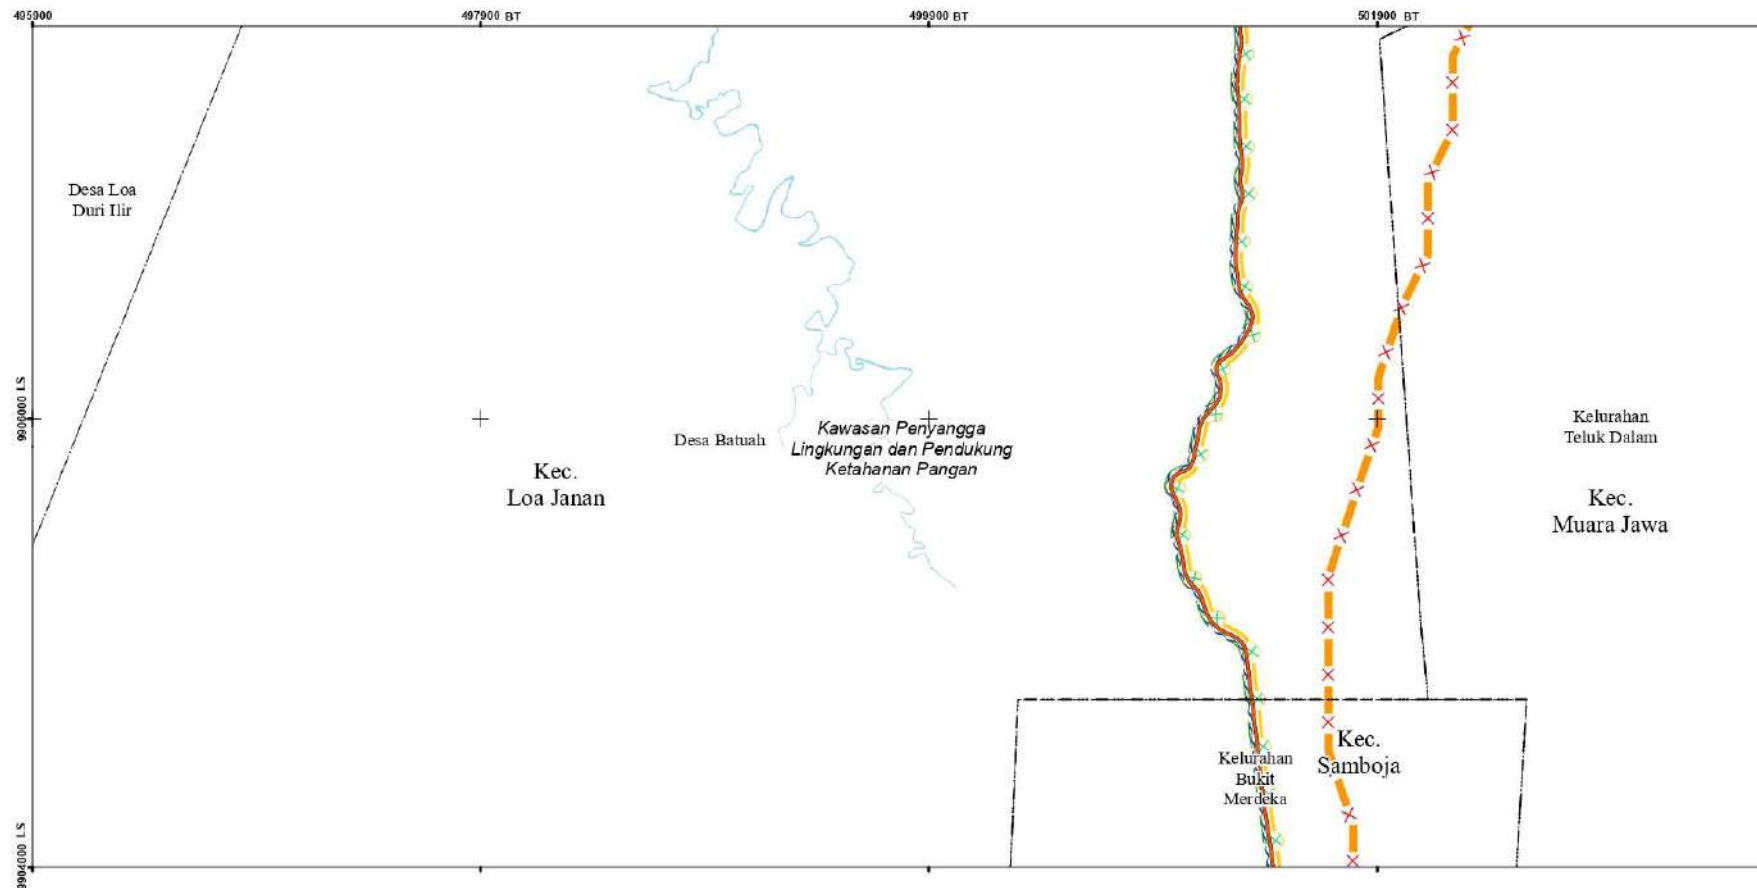 495900
497900 BT
499900 BT
501900 BT
Desa Loa
Duri Ilir
9906000 LS
Desa Batuah
Kawasan Penyangga
Lingkungan dan Pendukung
Ketahanan Pangan
Kelurahan
Teluk Dalam
Kec.
Loa Janan
Kec.
Muara Jawa
Kec.
Samboja
Kelurahan
Bukit
Merdeka
9904000 LS